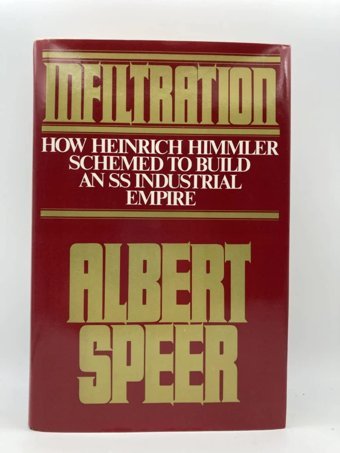 INFILTRATION
HOW HEINRICH HIMMLER
SCHEMED TO BUILD
AN SS INDUSTRIAL
EMPIRE
ALBERT
SPEER